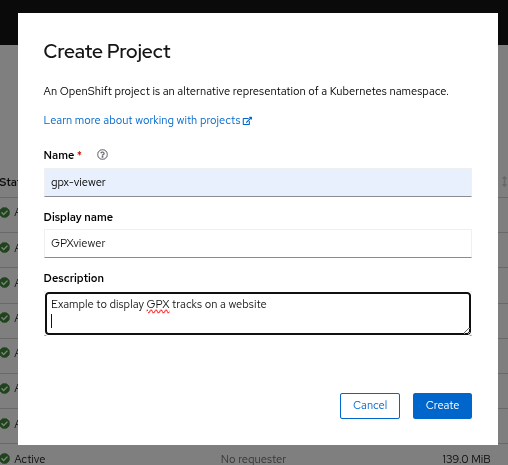 Create Project
An OpenShift project is an alternative representation of a Kubernetes namespace.
Learn more about working with projects
Name *
gpx-viewer
Display name
GPXviewer
Description
Example to display GPX tracks on a website
Cancel
Create
Active
No requester
139.0 MiB